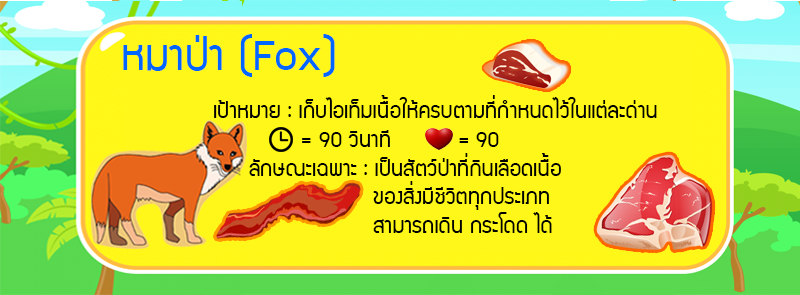 หมาป่า (Fox)
เป้าหมาย : เก็บไอเท็มเนื้อให้ครบตามที่กำหนดไว้ในแต่ละด่าน
= 90 วินาที = 90
ลักษณะเฉพาะ : เป็นสัตว์ป่าที่กินเลือดเนื้อ
ของสิ่งมีชีวิตทุกประเภท
สามารถเดิน กระโดด ได้